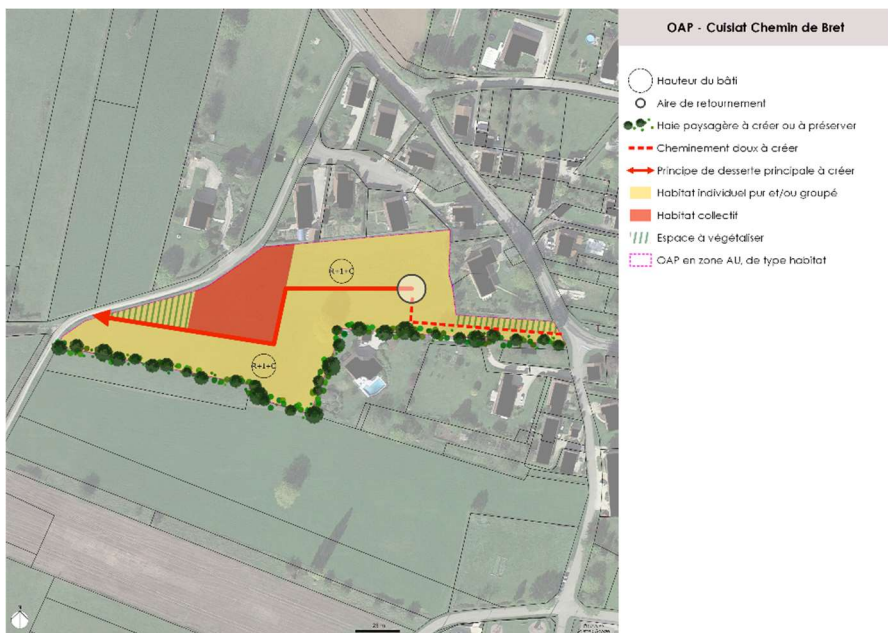 OAP - Cuisiat Chemin de Bret
Hauteur du bâti
Aire de retournement
Haie paysagère à créer ou à préserver
Cheminement doux à créer
Principe de desserte principale à créer
Habitat individuel pur et/ou groupé
Habitat collectif
Espace à végétaliser
OAP en zone AU, de type habitat
R+1+C
R+1+C
25 m